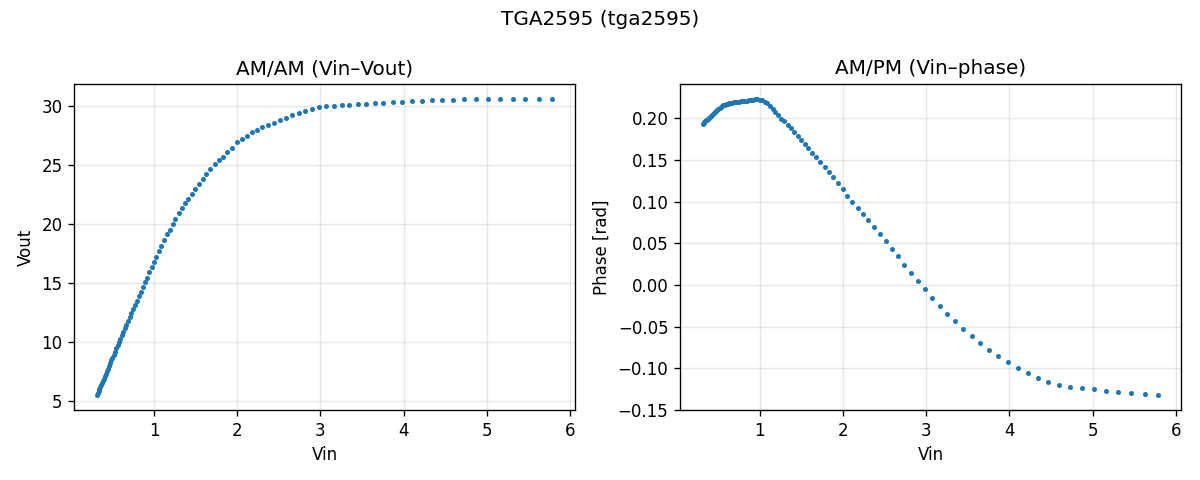 TGA2595 (tga2595)
AM/AM (Vin–Vout)
Vout
30
25
20
15
10
5
1 2 3 4 5 6
Vin
AM/PM (Vin–phase)
Phase [rad]
0.20
0.15
0.10
0.05
0.00
−0.05
−0.10
−0.15
1 2 3 4 5 6
Vin